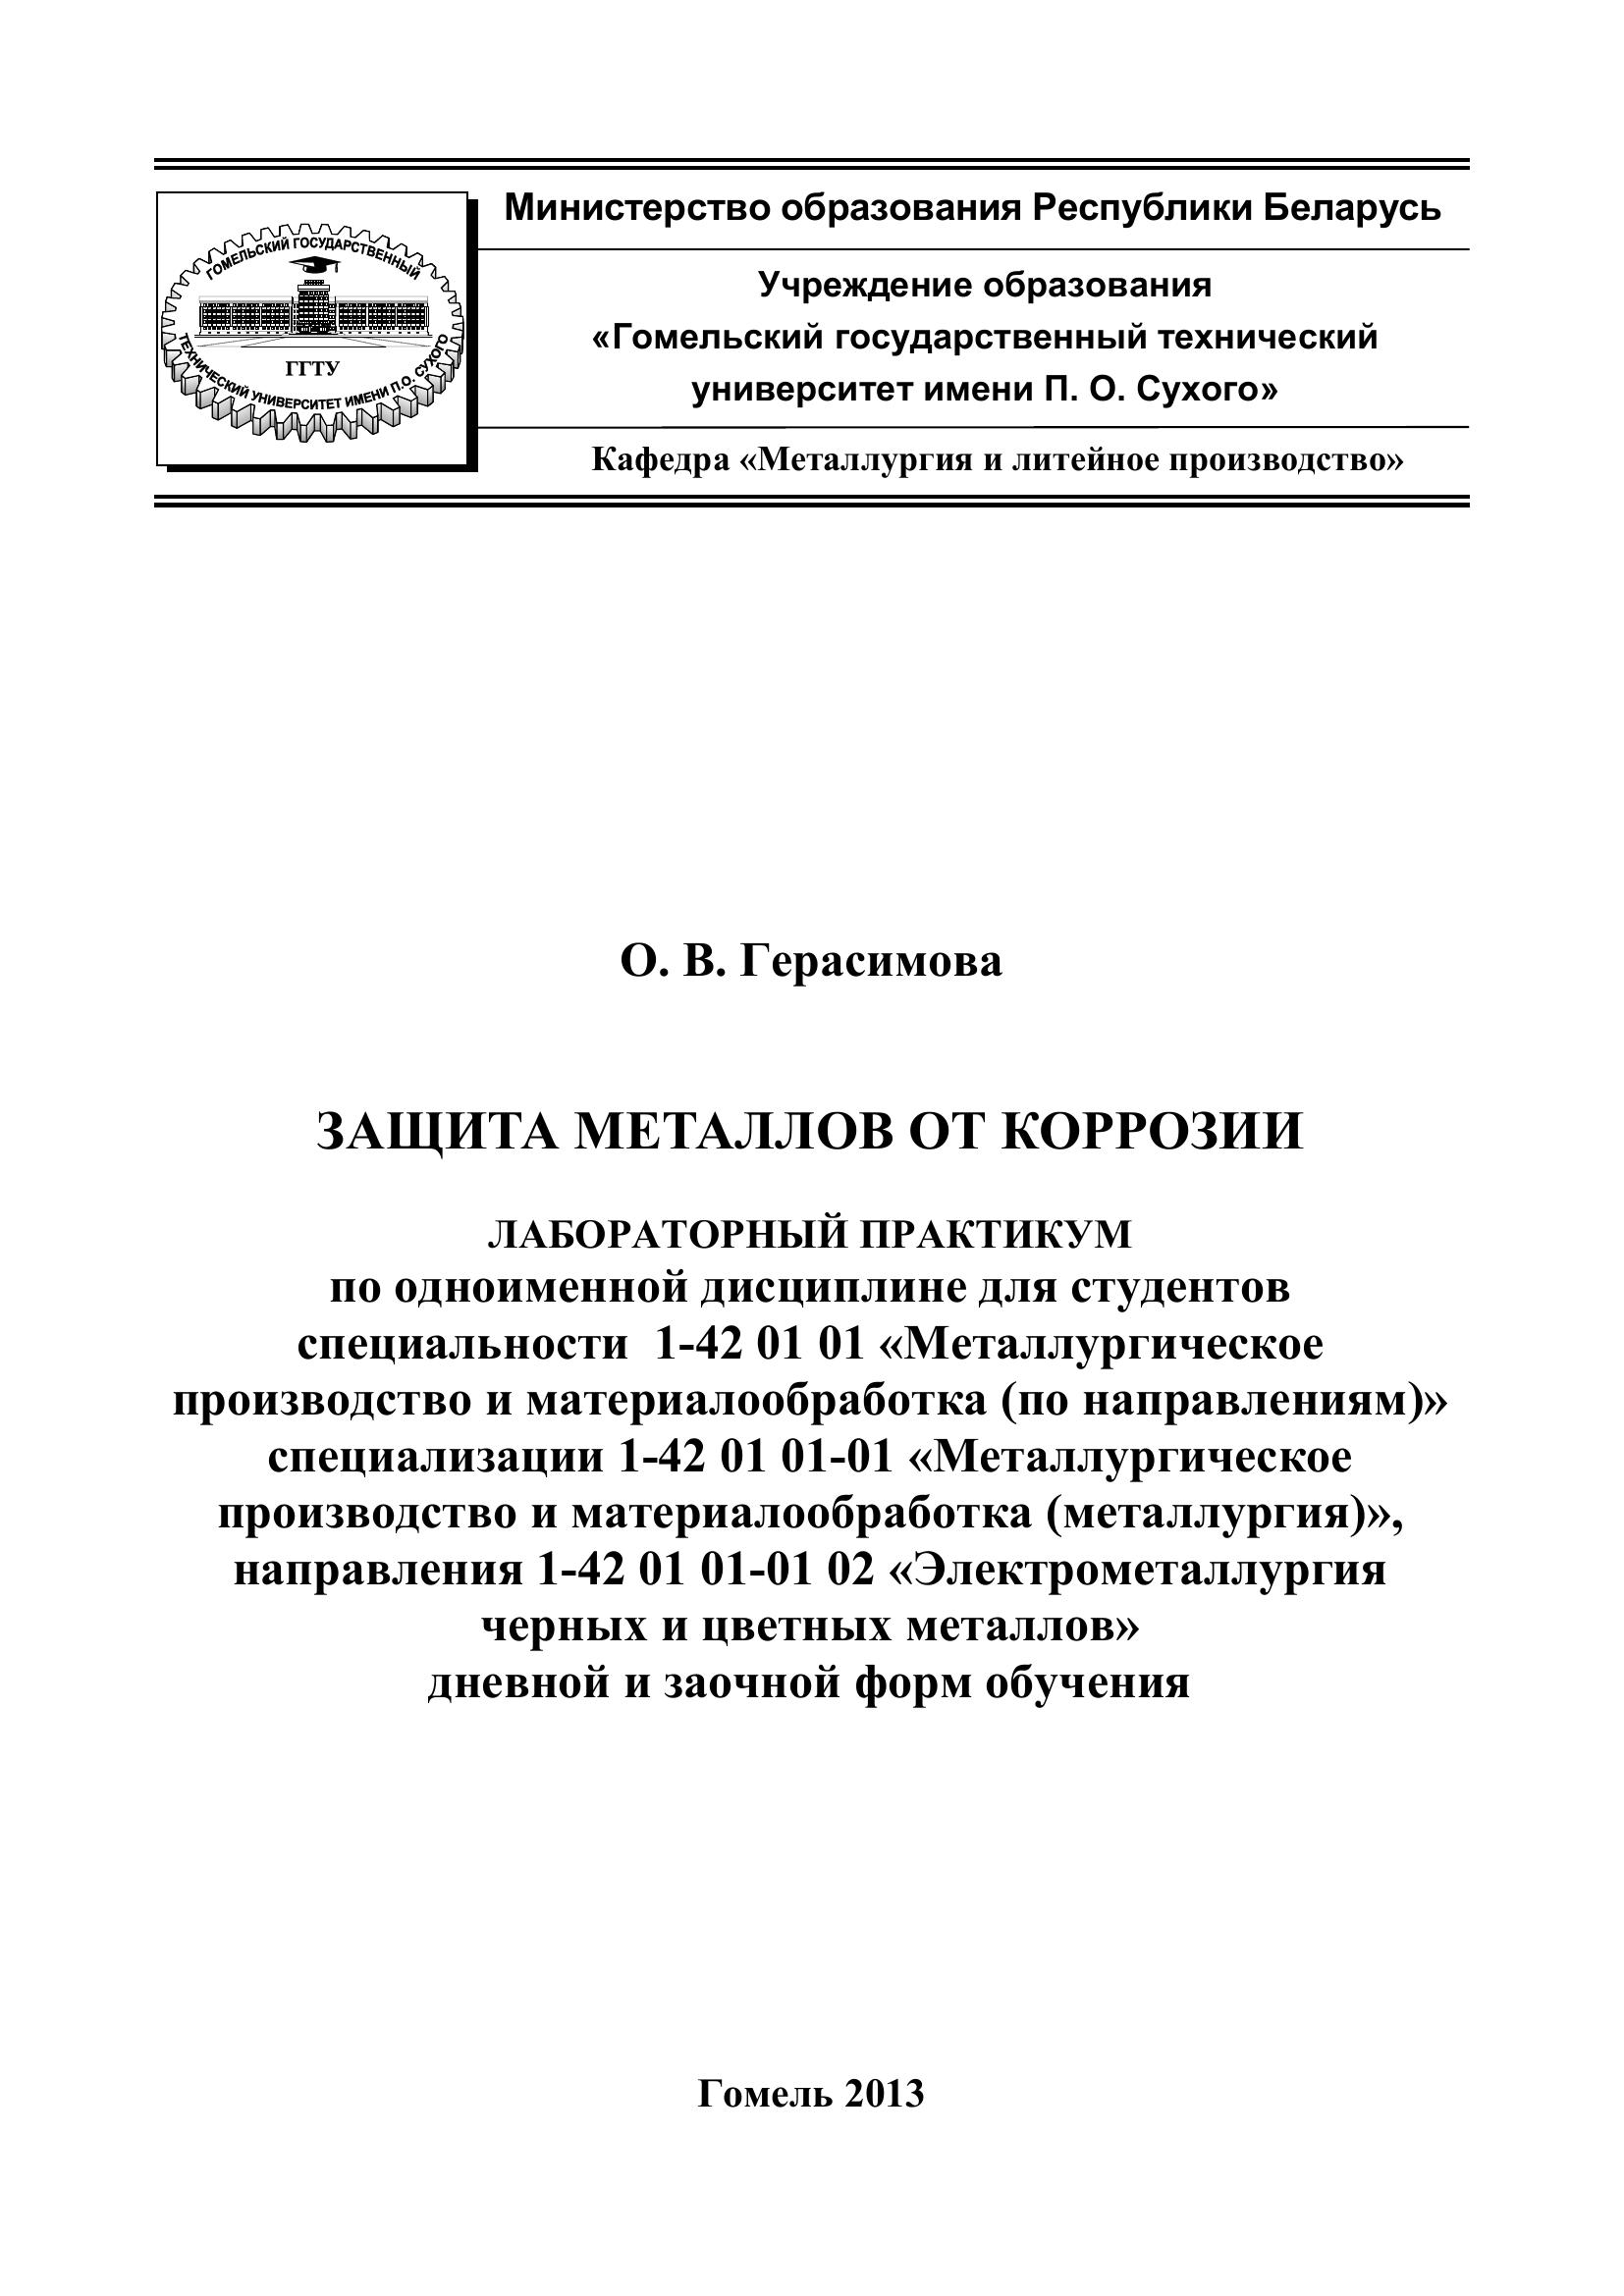 ГОМЕЛЬСКИЙ ГОСУДАРСТВЕННЫЙ
ГГТУ
ТЕХНИЧЕСКИЙ УНИВЕРСИТЕТ ИМЕНИ П.О. СУХОГО
Министерство образования Республики Беларусь
Учреждение образования
«Гомельский государственный технический
университет имени П. О. Сухого»
Кафедра «Металлургия и литейное производство»
О. В. Герасимова
ЗАЩИТА МЕТАЛЛОВ ОТ КОРРОЗИИ
ЛАБОРАТОРНЫЙ ПРАКТИКУМ
по одноименной дисциплине для студентов
специальности 1-42 01 01 «Металлургическое
производство и материалообработка (по направлениям)»
специализации 1-42 01 01-01 «Металлургическое
производство и материалообработка (металлургия)»,
направления 1-42 01 01-01 02 «Электрометаллургия
черных и цветных металлов»
дневной и заочной форм обучения
Гомель 2013